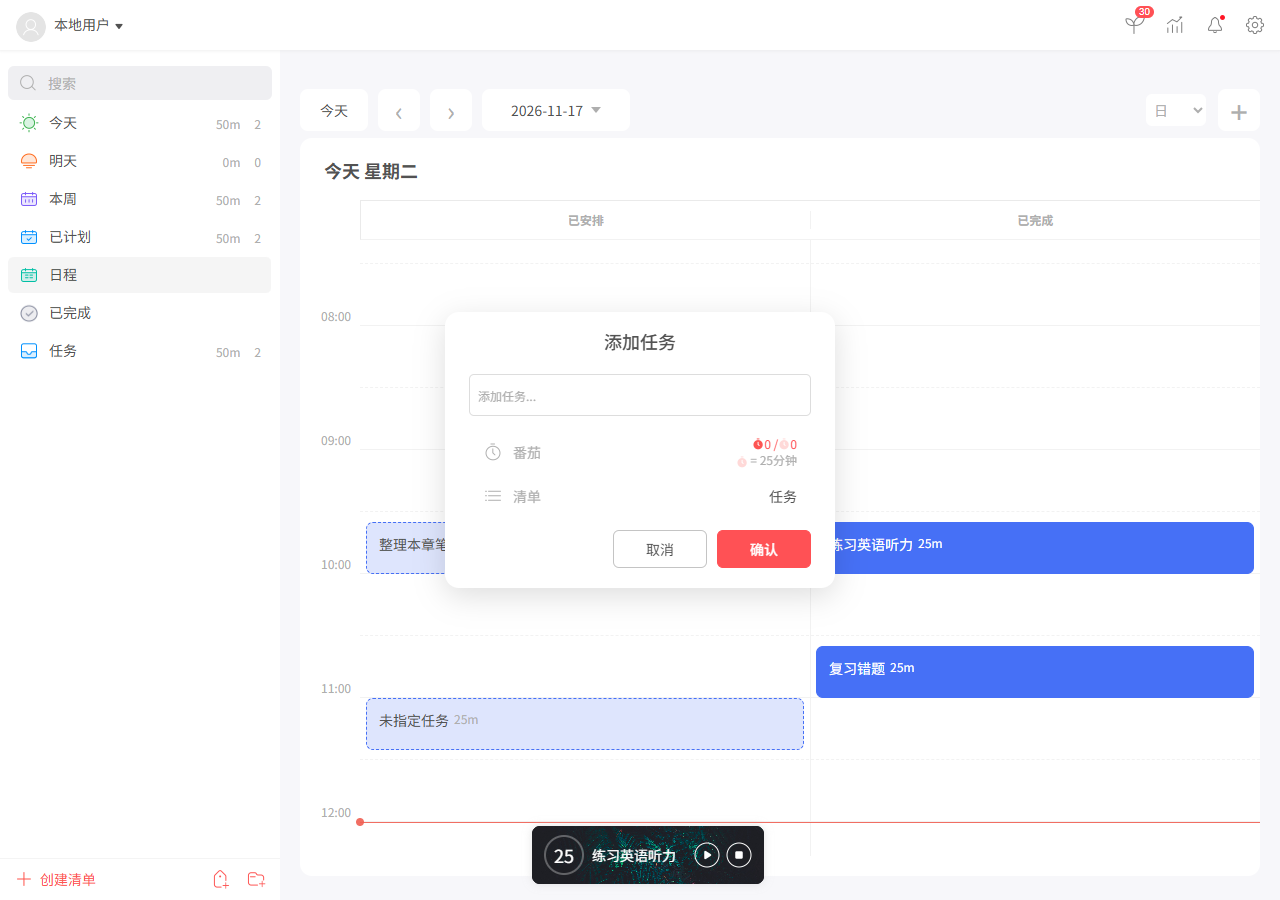 本地用户
30
搜索
今天 50m 2
明天 0m 0
本周 50m 2
已计划 50m 2
日程
已完成
任务 50m 2
创建清单
今天
2026-11-17
日
今天 星期二
已安排 已完成
08:00
09:00
10:00
11:00
12:00
整理本章笔
练习英语听力 25m
复习错题 25m
未指定任务 25m
添加任务
添加任务...
番茄
0 / 0
= 25分钟
清单
任务
取消
确认
25
练习英语听力